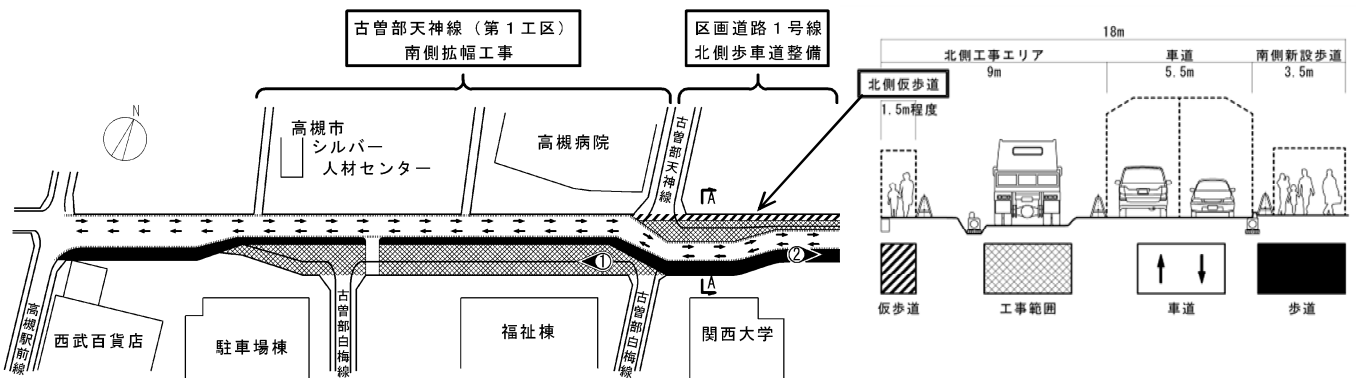 古曽部天神線（第１工区）
南側拡幅工事
区画道路１号線
北側歩車道整備
北側仮歩道
N
高槻市
シルバー
人材センター
高槻病院
古曽部天神線
A
①
②
A
高槻駅前線
西武百貨店
駐車場棟
古曽部白梅線
福祉棟
古曽部白梅線
関西大学
18m
北側工事エリア
9m
車道
5.5m
南側新設歩道
3.5m
1.5m程度
仮歩道
工事範囲
車道
歩道